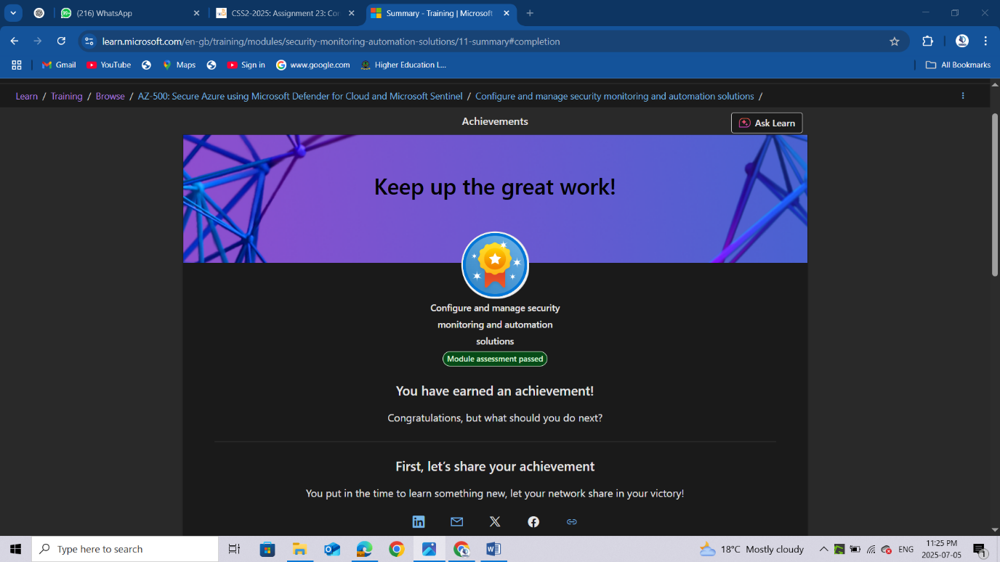 (216) WhatsApp
CSS2-2025: Assignment 23: Con
Summary - Training | Microsoft
learn.microsoft.com/en-gb/training/modules/security-monitoring-automation-solutions/11-summary#completion
Gmail YouTube Maps Sign in www.google.com Higher Education L... All Bookmarks
Learn / Training / Browse / AZ-500: Secure Azure using Microsoft Defender for Cloud and Microsoft Sentinel / Configure and manage security monitoring and automation solutions /
Achievements
Ask Learn
Keep up the great work!
Configure and manage security
monitoring and automation
solutions
Module assessment passed
You have earned an achievement!
Congratulations, but what should you do next?
First, let's share your achievement
You put in the time to learn something new, let your network share in your victory!
Type here to search
18°C Mostly cloudy
ENG
11:25 PM
2025-07-05
1